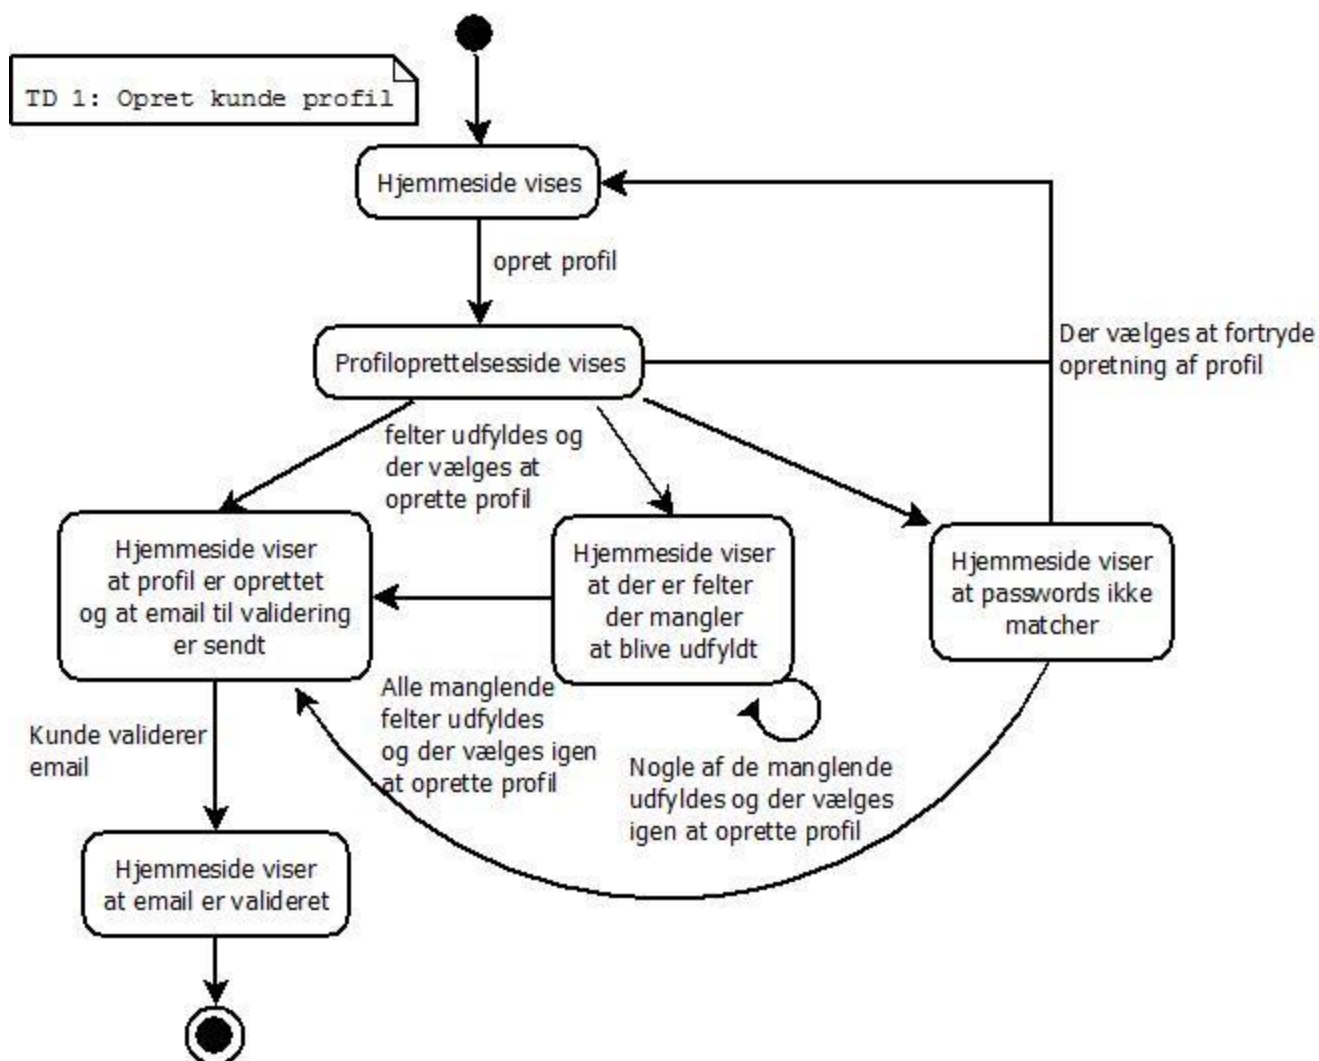 TD 1: Opret kunde profil
Hjemmeside vises
opret profil
Der vælges at fortryde
opretning af profil
Profiloprettelsesside vises
felter udfyldes og
der vælges at
oprette profil
Hjemmeside viser
at profil er oprettet
og at email til validering
er sendt
Hjemmeside viser
at der er felter
der mangler
at blive udfyldt
Hjemmeside viser
at passwords ikke
matcher
Alle manglende
felter udfyldes
og der vælges igen
at oprette profil
Kunde validerer
email
Nogle af de manglende
udfyldes og der vælges
igen at oprette profil
Hjemmeside viser
at email er valideret